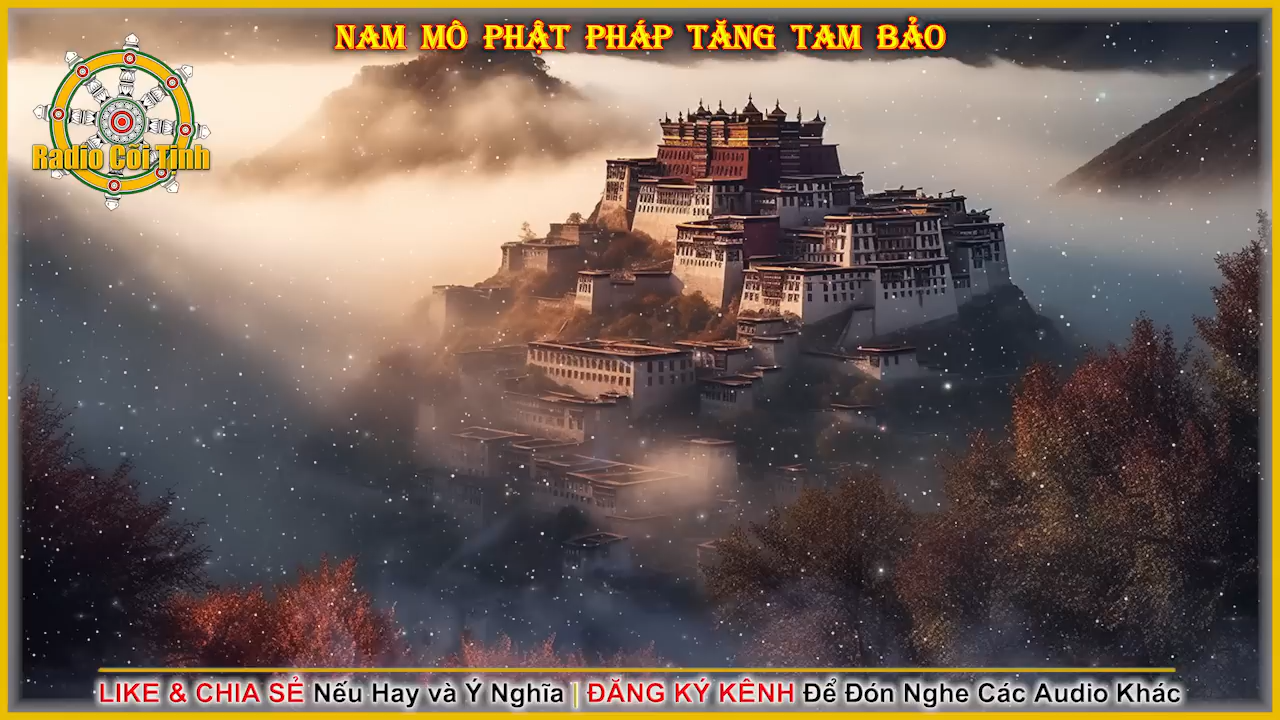 NAM MÔ PHẬT PHÁP TĂNG TAM BẢO
Radio Cõi Tịnh
LIKE & CHIA SẺ Nếu Hay và Ý Nghĩa | ĐĂNG KÝ KÊNH Để Đón Nghe Các Audio Khác